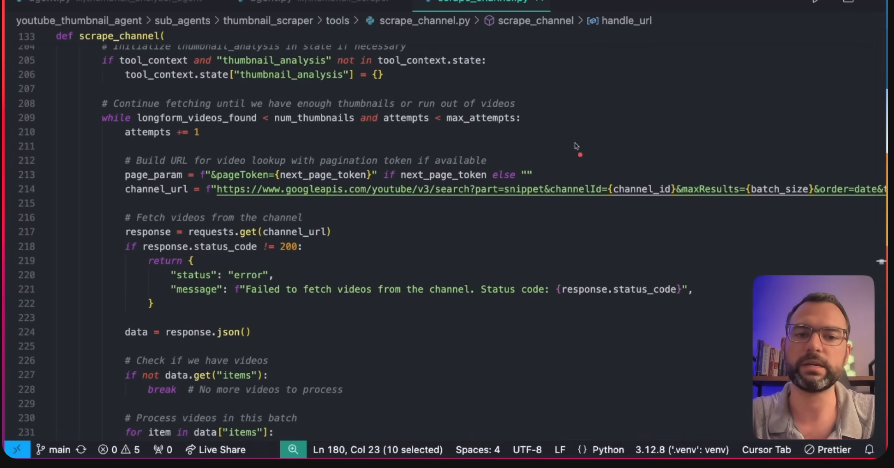 scrape_channel.py
youtube_thumbnail_agent > sub_agents > thumbnail_scraper > tools > scrape_channel.py > scrape_channel > handle_url
133 def scrape_channel(
204 # Initialize thumbnail_analysis in state if necessary
205 if tool_context and "thumbnail_analysis" not in tool_context.state:
206 tool_context.state["thumbnail_analysis"] = {}
207
208 # Continue fetching until we have enough thumbnails or run out of videos
209 while longform_videos_found < num_thumbnails and attempts < max_attempts:
210 attempts += 1
211
212 # Build URL for video lookup with pagination token if available
213 page_param = f"&pageToken={next_page_token}" if next_page_token else ""
214 channel_url = f"https://www.googleapis.com/youtube/v3/search?part=snippet&channelId={channel_id}&maxResults={batch_size}&order=date&t
215
216 # Fetch videos from the channel
217 response = requests.get(channel_url)
218 if response.status_code != 200:
219 return {
220 "status": "error",
221 "message": f"Failed to fetch videos from the channel. Status code: {response.status_code}",
222 }
223
224 data = response.json()
225
226 # Check if we have videos
227 if not data.get("items"):
228 break # No more videos to process
229
230 # Process videos in this batch
231 for item in data["items"]:
main 0 5 0 Live Share Ln 180, Col 23 (10 selected) Spaces: 4 UTF-8 LF {} Python 3.12.8 ('.venv': venv) Cursor Tab Prettier